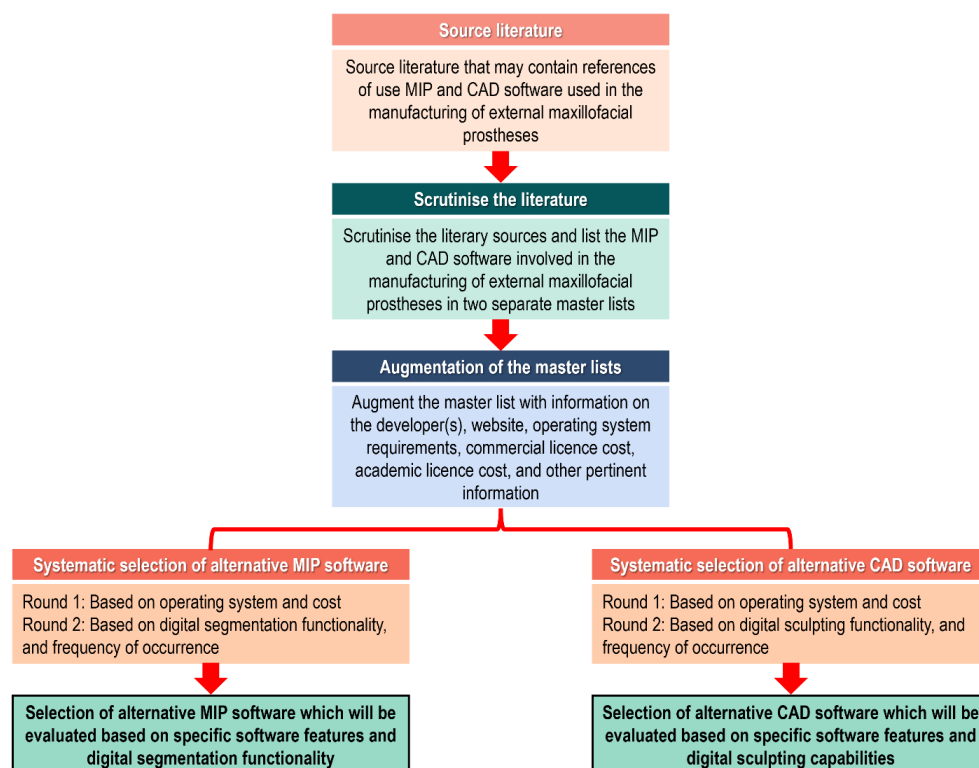 Source literature
Source literature that may contain references
of use MIP and CAD software used in the
manufacturing of external maxillofacial
prostheses
Scrutinise the literature
Scrutinise the literary sources and list the MIP
and CAD software involved in the
manufacturing of external maxillofacial
prostheses in two separate master lists
Augmentation of the master lists
Augment the master list with information on
the developer(s), website, operating system
requirements, commercial licence cost,
academic licence cost, and other pertinent
information
Systematic selection of alternative MIP software
Round 1: Based on operating system and cost
Round 2: Based on digital segmentation functionality,
and frequency of occurrence
Selection of alternative MIP software which will be
evaluated based on specific software features and
digital segmentation functionality
Systematic selection of alternative CAD software
Round 1: Based on operating system and cost
Round 2: Based on digital sculpting functionality, and
frequency of occurrence
Selection of alternative CAD software which will be
evaluated based on specific software features and
digital sculpting capabilities